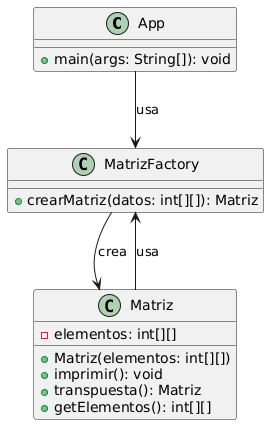 C App
main(args: String[]): void
usa
C MatrizFactory
crearMatriz(datos: int[][]): Matriz
crea
usa
C Matriz
elementos: int[][]
Matriz(elementos: int[][])
imprimir(): void
transpuesta(): Matriz
getElementos(): int[][]